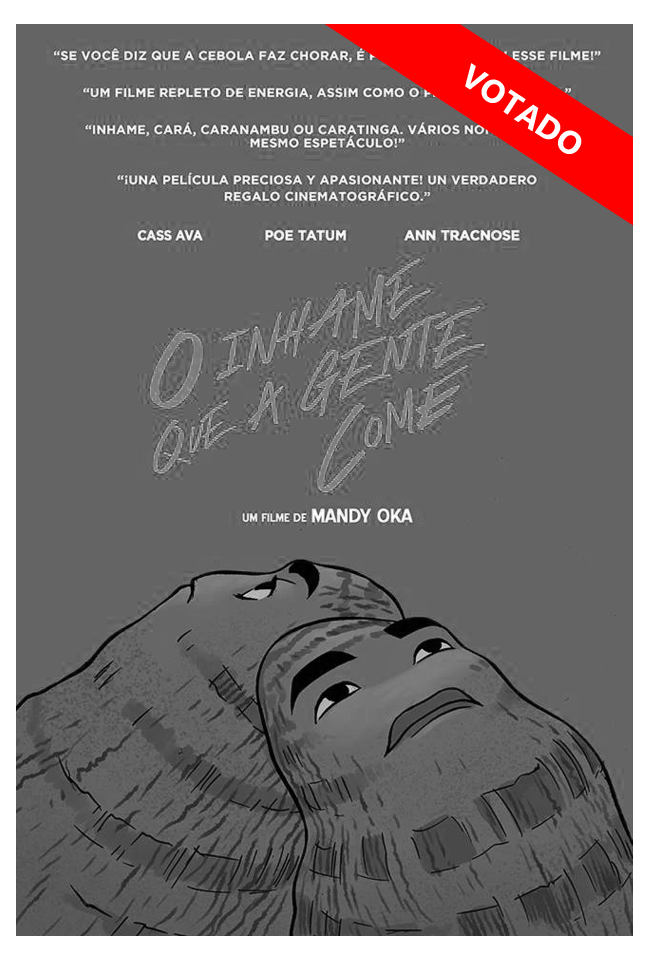 “SE VOCÊ DIZ QUE A CEBOLA FAZ CHORAR, É ESSE FILME!”
“UM FILME REPLETO DE ENERGIA, ASSIM COMO O ”
“INHAME, CARÁ, CARANAMBU OU CARATINGA. VÁRIOS
MESMO ESPETÁCULO!”
“¡UNA PELÍCULA PRECIOSA Y APASIONANTE! UN VERDADERO
REGALO CINEMATOGRÁFICO.”
VOTADO
CASS AVA POE TATUM ANN TRACNOSE
O INHAME
QUE A GENTE
COME
UM FILME DE MANDY OKA